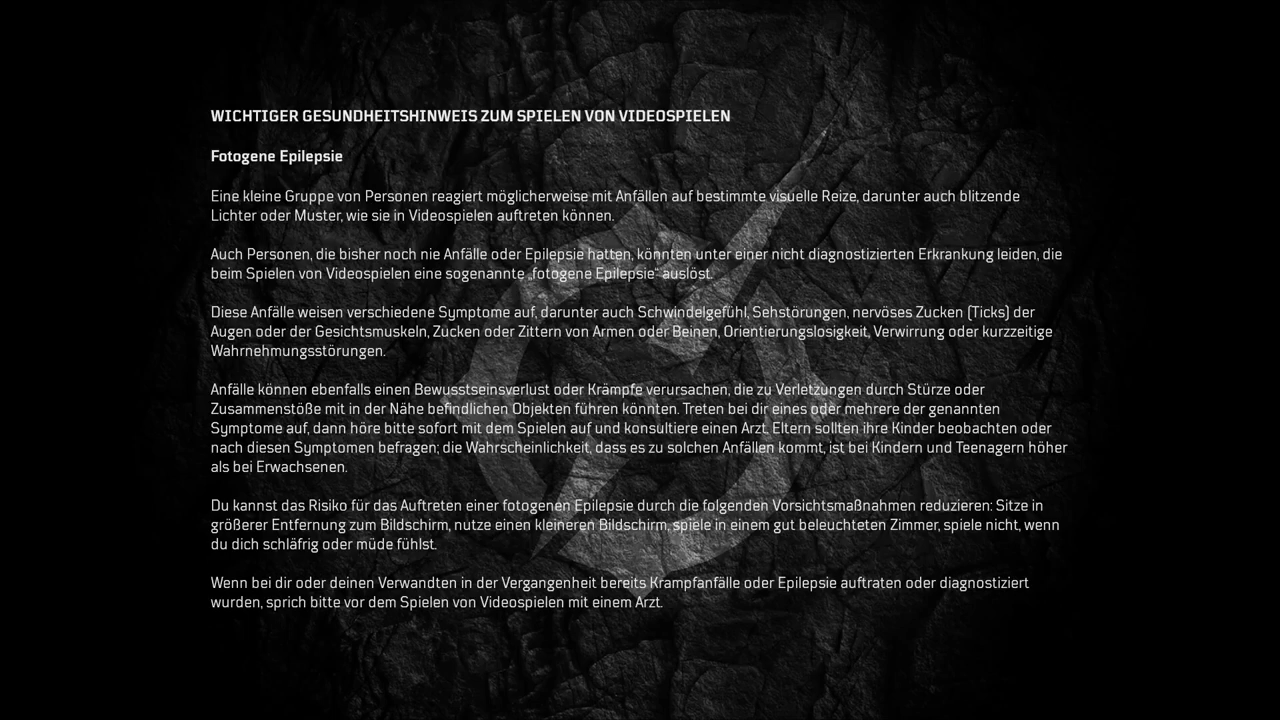 WICHTIGER GESUNDHEITSHINWEIS ZUM SPIELEN VON VIDEOSPIELEN
Fotogene Epilepsie
Eine kleine Gruppe von Personen reagiert möglicherweise mit Anfällen auf bestimmte visuelle Reize, darunter auch blitzende
Lichter oder Muster, wie sie in Videospielen auftreten können.
Auch Personen, die bisher noch nie Anfälle oder Epilepsie hatten, könnten unter einer nicht diagnostizierten Erkrankung leiden, die
beim Spielen von Videospielen eine sogenannte „fotogene Epilepsie“ auslöst.
Diese Anfälle weisen verschiedene Symptome auf, darunter auch Schwindelgefühl, Sehstörungen, nervöses Zucken (Ticks) der
Augen oder der Gesichtsmuskeln, Zucken oder Zittern von Armen oder Beinen, Orientierungslosigkeit, Verwirrung oder kurzzeitige
Wahrnehmungsstörungen.
Anfälle können ebenfalls einen Bewusstseinsverlust oder Krämpfe verursachen, die zu Verletzungen durch Stürze oder
Zusammenstöße mit in der Nähe befindlichen Objekten führen könnten. Treten bei dir eines oder mehrere der genannten
Symptome auf, dann höre bitte sofort mit dem Spielen auf und konsultiere einen Arzt. Eltern sollten ihre Kinder beobachten oder
nach diesen Symptomen befragen; die Wahrscheinlichkeit, dass es zu solchen Anfällen kommt, ist bei Kindern und Teenagern höher
als bei Erwachsenen.
Du kannst das Risiko für das Auftreten einer fotogenen Epilepsie durch die folgenden Vorsichtsmaßnahmen reduzieren: Sitze in
größerer Entfernung zum Bildschirm, nutze einen kleineren Bildschirm, spiele in einem gut beleuchteten Zimmer, spiele nicht, wenn
du dich schläfrig oder müde fühlst.
Wenn bei dir oder deinen Verwandten in der Vergangenheit bereits Krampfanfälle oder Epilepsie auftraten oder diagnostiziert
wurden, sprich bitte vor dem Spielen von Videospielen mit einem Arzt.